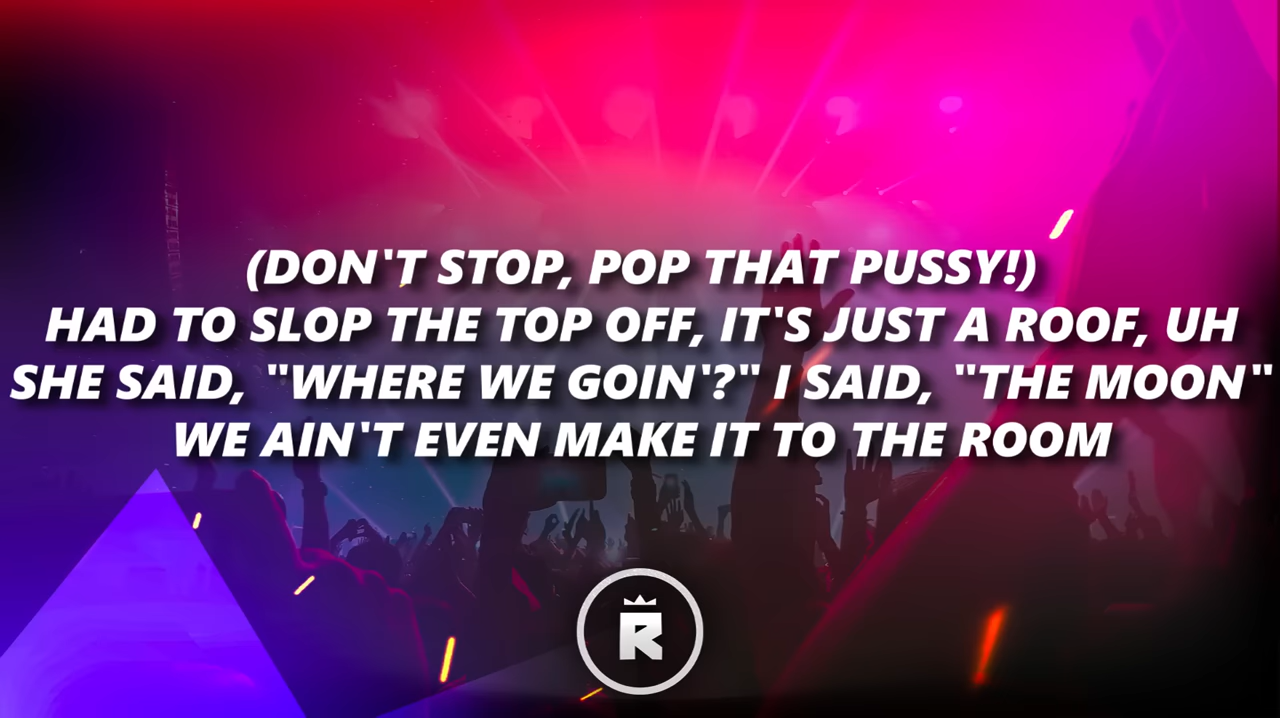 (DON'T STOP, POP THAT PUSSY!)
HAD TO SLOP THE TOP OFF, IT'S JUST A ROOF, UH
SHE SAID, "WHERE WE GOIN'?" I SAID, "THE MOON"
WE AIN'T EVEN MAKE IT TO THE ROOM
R